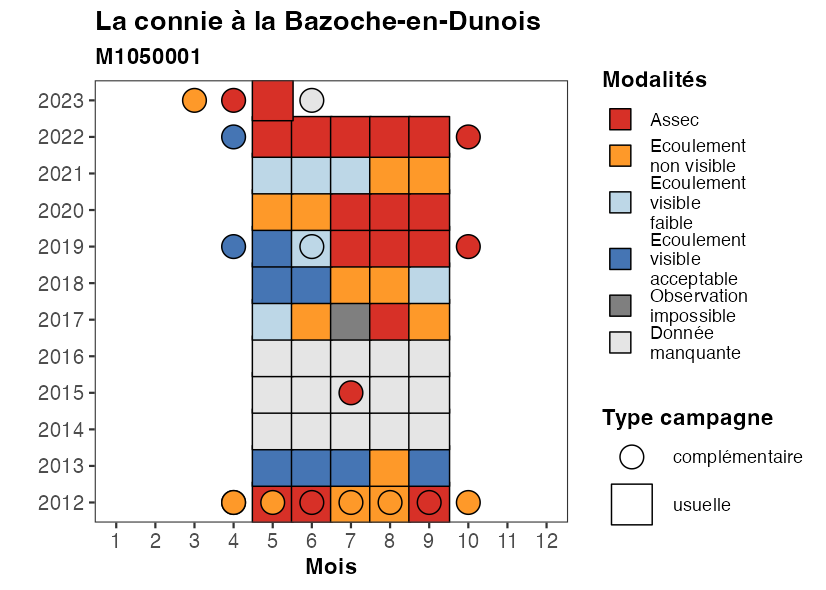 La connie à la Bazoche-en-Dunois
M1050001
2023
2022
2021
2020
2019
2018
2017
2016
2015
2014
2013
2012
1 2 3 4 5 6 7 8 9 10 11 12
Mois
Modalités
Assec
Ecoulement
non visible
Ecoulement
visible
faible
Ecoulement
visible
acceptable
Observation
impossible
Donnée
manquante
Type campagne
complémentaire
usuelle